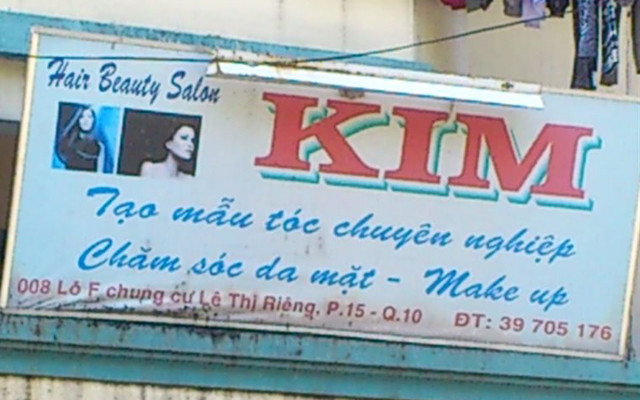 Hair Beauty Salon
KIM
Tạo mẫu tóc chuyên nghiệp
Chăm sóc da mặt - Make up
008 Lô F chung cư Lê Thị Riêng, P.15 - Q.10 ĐT: 39 705 176